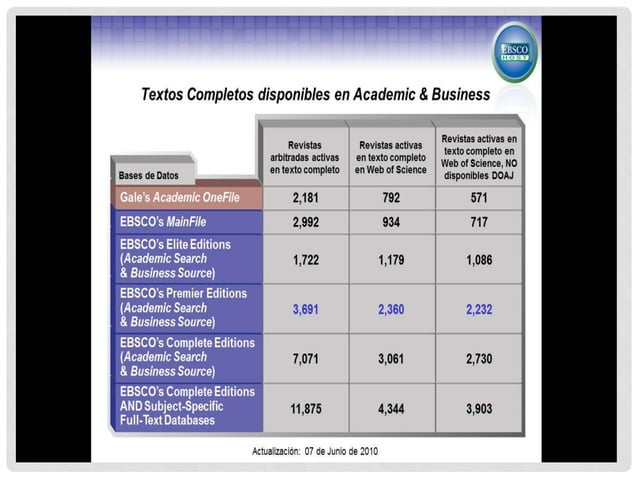 EBSCO
HOST
Textos Completos disponibles en Academic & Business
Bases de Datos
Revistas
arbitradas activas
en texto completo
Revistas activas
en texto completo
en Web of Science
Revistas activas en
texto completo en
Web of Science, NO
disponibles DOAJ
Gale's Academic OneFile 2,181 792 571
EBSCO's MainFile 2,992 934 717
EBSCO's Elite Editions
(Academic Search
& Business Source)
1,722 1,179 1,086
EBSCO's Premier Editions
(Academic Search
& Business Source)
3,691 2,360 2,232
EBSCO's Complete Editions
(Academic Search
& Business Source)
7,071 3,061 2,730
EBSCO's Complete Editions
AND Subject-Specific
Full-Text Databases
11,875 4,344 3,903
Actualización: 07 de Junio de 2010